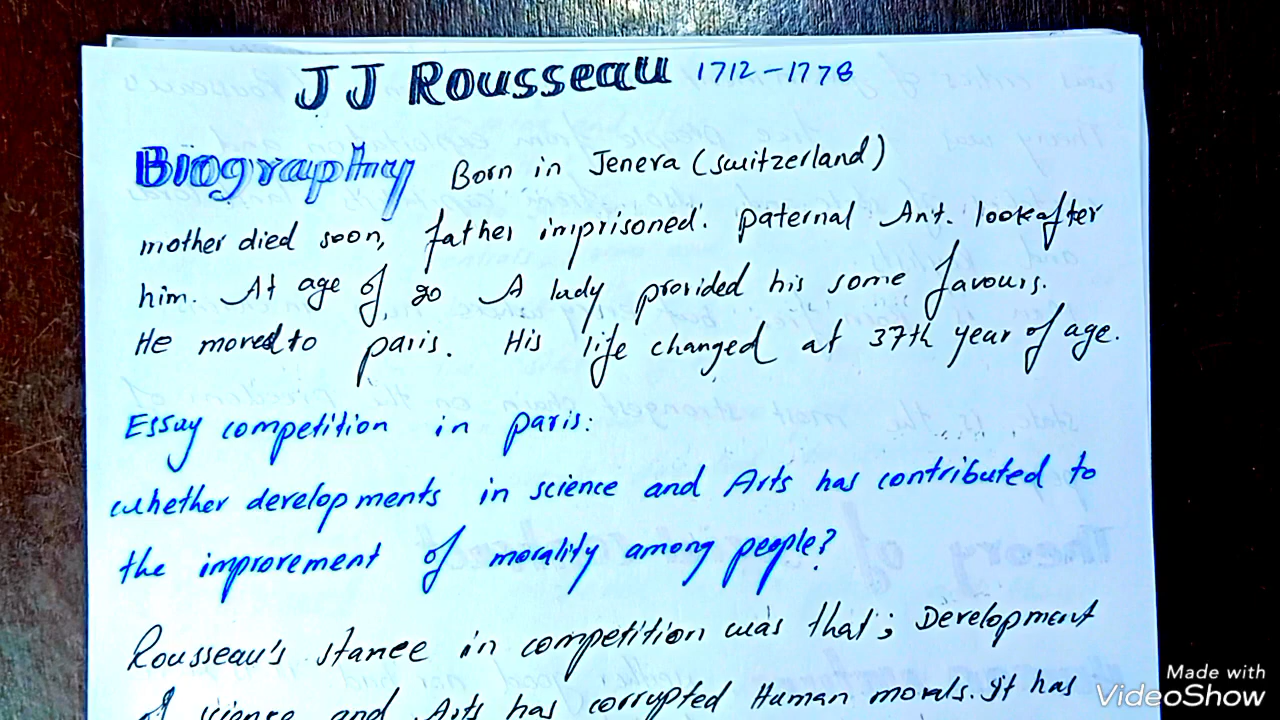 JJ Rousseau 1712-1778
Biography Born in Jenera (switzerland)
mother died soon, father imprisoned. paternal Ant. lookafter
him. At age of 20 A lady provided his some favours.
He moved to paris. His life changed at 37th year of age.
Essay competition in paris:
whether developments in science and Arts has contributed to
the improvement of morality among people?
Rousseau's stance in competition was that; Development
of science and Arts has corrupted Human morals. It has
Made with
VideoShow